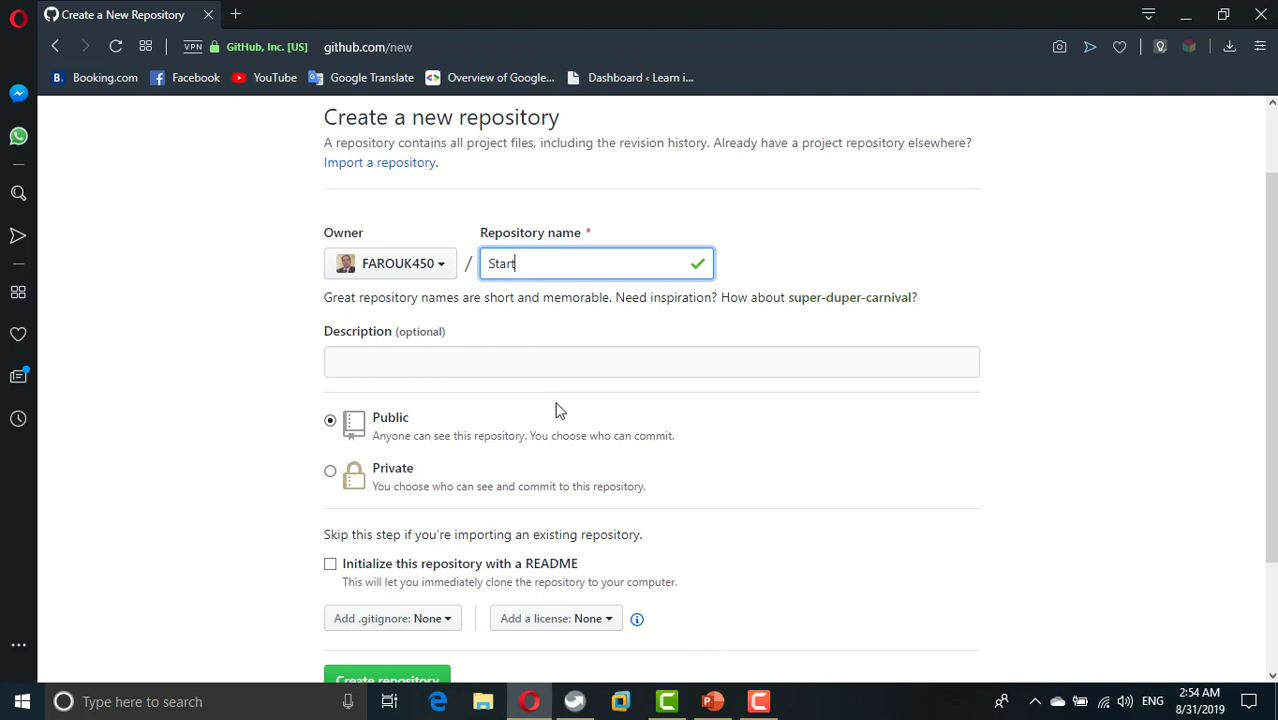 Create a New Repository
VPN
GitHub, Inc. [US]
github.com/new
B. Booking.com
Facebook
YouTube
Google Translate
Overview of Google...
Dashboard ‹ Learn i...
Create a new repository
A repository contains all project files, including the revision history. Already have a project repository elsewhere?
Import a repository.
Owner
Repository name *
FAROUK450
/
Start
Great repository names are short and memorable. Need inspiration? How about super-duper-carnival?
Description (optional)
Public
Anyone can see this repository. You choose who can commit.
Private
You choose who can see and commit to this repository.
Skip this step if you're importing an existing repository.
Initialize this repository with a README
This will let you immediately clone the repository to your computer.
Add .gitignore: None
Add a license: None
Create repository
Type here to search
ENG
2:54 AM
8/31/2019